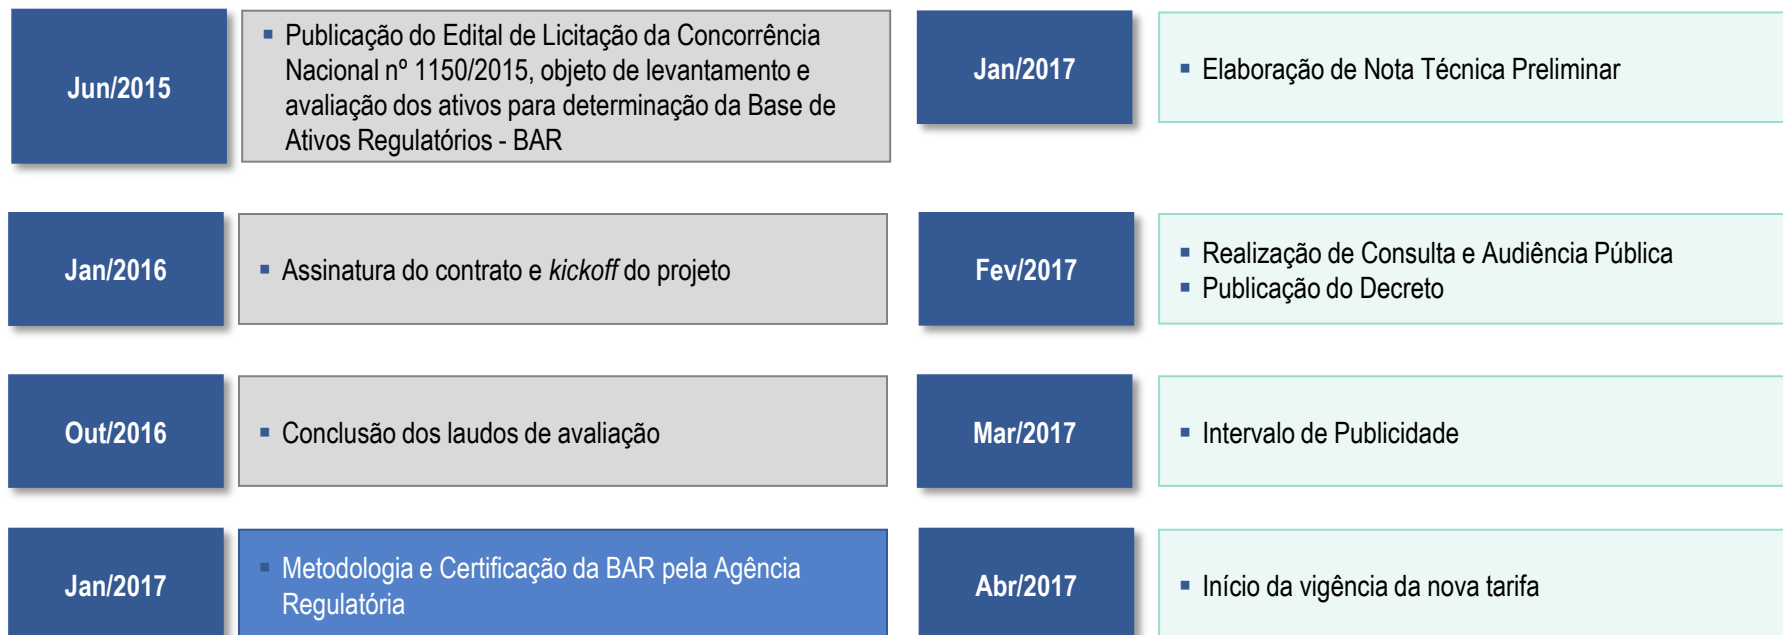 Jun/2015
▪ Publicação do Edital de Licitação da Concorrência
Nacional nº 1150/2015, objeto de levantamento e
avaliação dos ativos para determinação da Base de
Ativos Regulatórios - BAR
Jan/2016
▪ Assinatura do contrato e kickoff do projeto
Out/2016
▪ Conclusão dos laudos de avaliação
Jan/2017
▪ Metodologia e Certificação da BAR pela Agência
Regulatória
Jan/2017
▪ Elaboração de Nota Técnica Preliminar
Fev/2017
▪ Realização de Consulta e Audiência Pública
▪ Publicação do Decreto
Mar/2017
▪ Intervalo de Publicidade
Abr/2017
▪ Início da vigência da nova tarifa